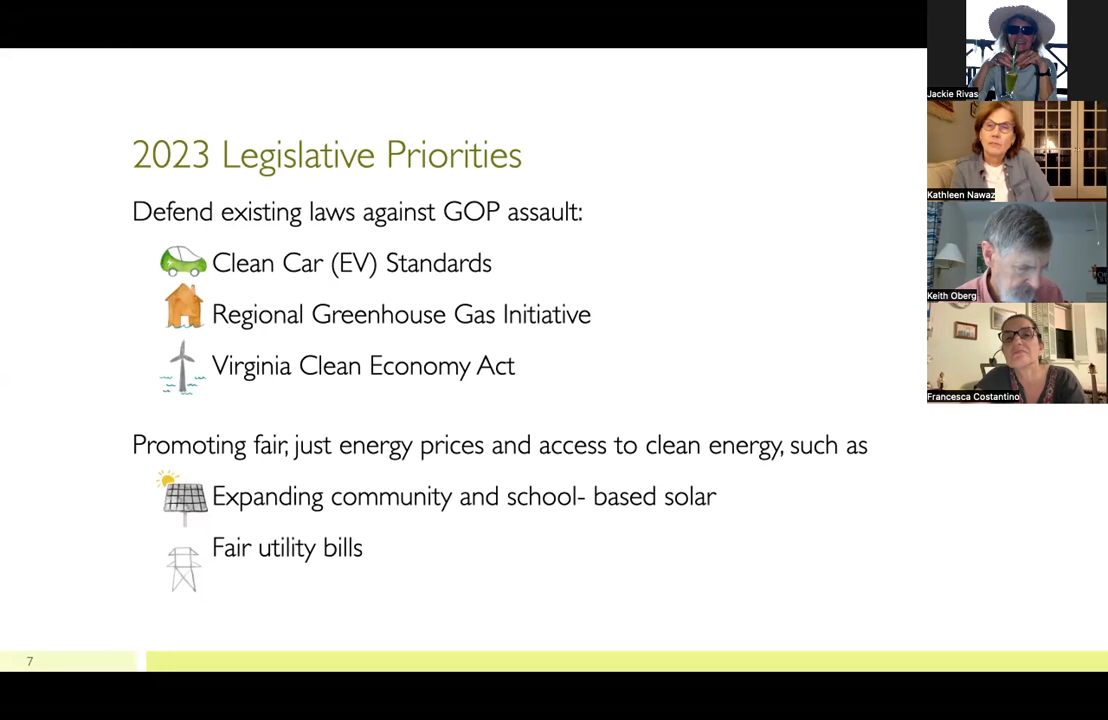 2023 Legislative Priorities
Defend existing laws against GOP assault:
Clean Car (EV) Standards
Regional Greenhouse Gas Initiative
Virginia Clean Economy Act
Promoting fair, just energy prices and access to clean energy, such as
Expanding community and school- based solar
Fair utility bills
7
Jackie Rivas
Kathleen Nawaz
Keith Oberg
Francesca Costantino